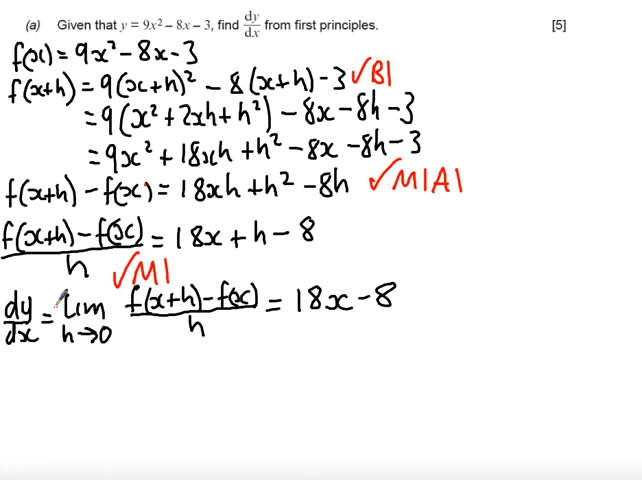 (a) Given that y = 9x² − 8x − 3, find dy/dx from first principles. [5]
f(x) = 9x² − 8x − 3
f(x+h) = 9(x+h)² − 8(x+h) − 3 ✓B1
= 9(x² + 2xh + h²) − 8x − 8h − 3
= 9x² + 18xh + h² − 8x − 8h − 3
f(x+h) − f(x) = 18xh + h² − 8h ✓M1A1
(f(x+h) − f(x))/h = 18x + h − 8
✓M1
dy/dx = lim h→0 (f(x+h) − f(x))/h = 18x − 8